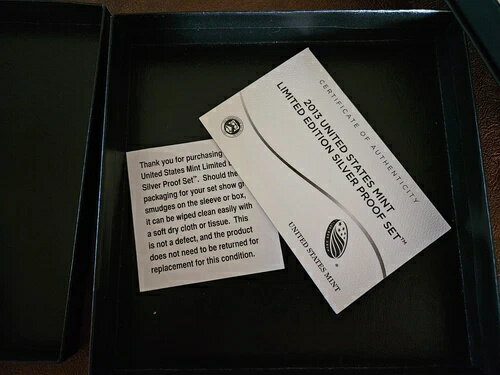 Thank you for purchasing
United States Mint Limited
Silver Proof Set™. Should the
packaging for your set show
smudges on the sleeve or box,
it can be wiped clean easily with
a soft dry cloth or tissue. This
is not a defect, and the product
does not need to be returned for
replacement for this condition.
CERTIFICATE OF AUTHENTICITY
2013 UNITED STATES MINT
LIMITED EDITION SILVER PROOF SET™
UNITED STATES MINT